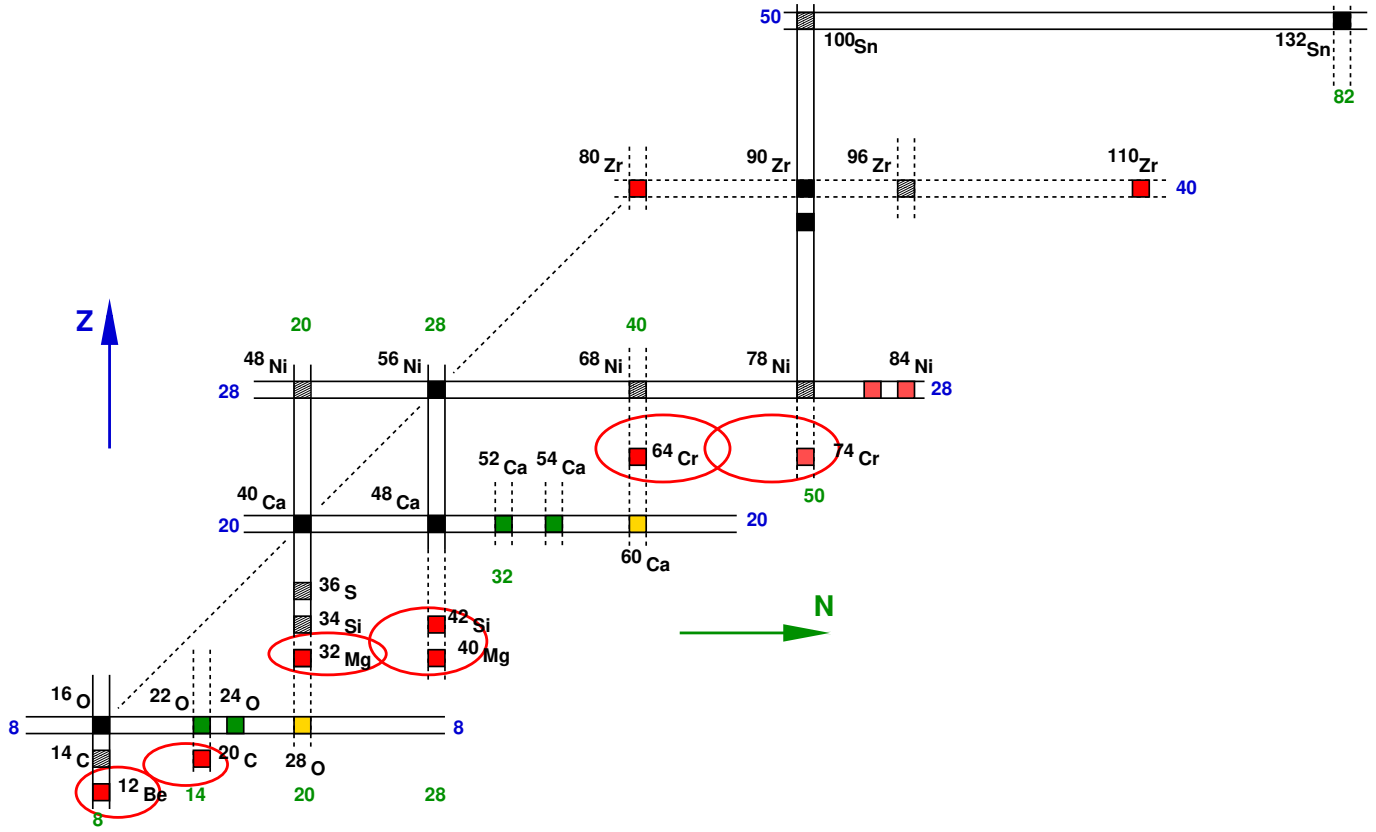 50
100Sn
132Sn
82
80Zr
90Zr
96Zr
110Zr
40
Z
20
28
40
48Ni
56Ni
68Ni
78Ni
84Ni
28
28
64Cr
74Cr
52Ca
54Ca
50
40Ca
48Ca
20
20
60Ca
32
36S
34Si
42Si
N
32Mg
40Mg
16O
22O
24O
8
8
14C
20C
28O
12Be
14
20
28
8